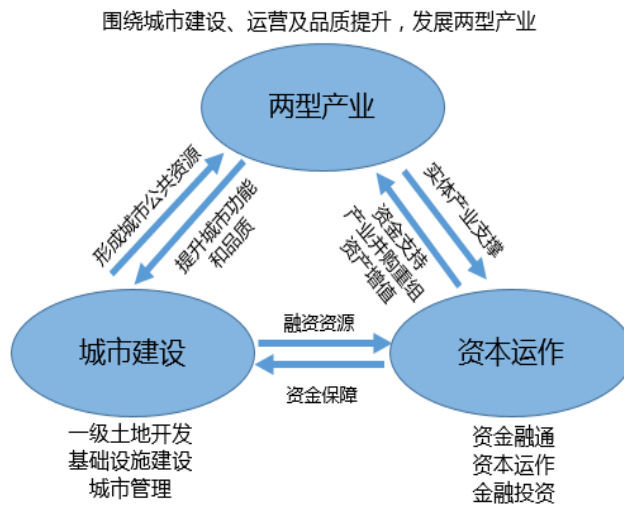 围绕城市建设、运营及品质提升，发展两型产业
两型产业
形成城市公共资源
提升城市功能
和品质
实体产业支撑
资金支持
产业并购重组
资产增值
城市建设
融资资源
资金保障
资本运作
一级土地开发
基础设施建设
城市管理
资金融通
资本运作
金融投资